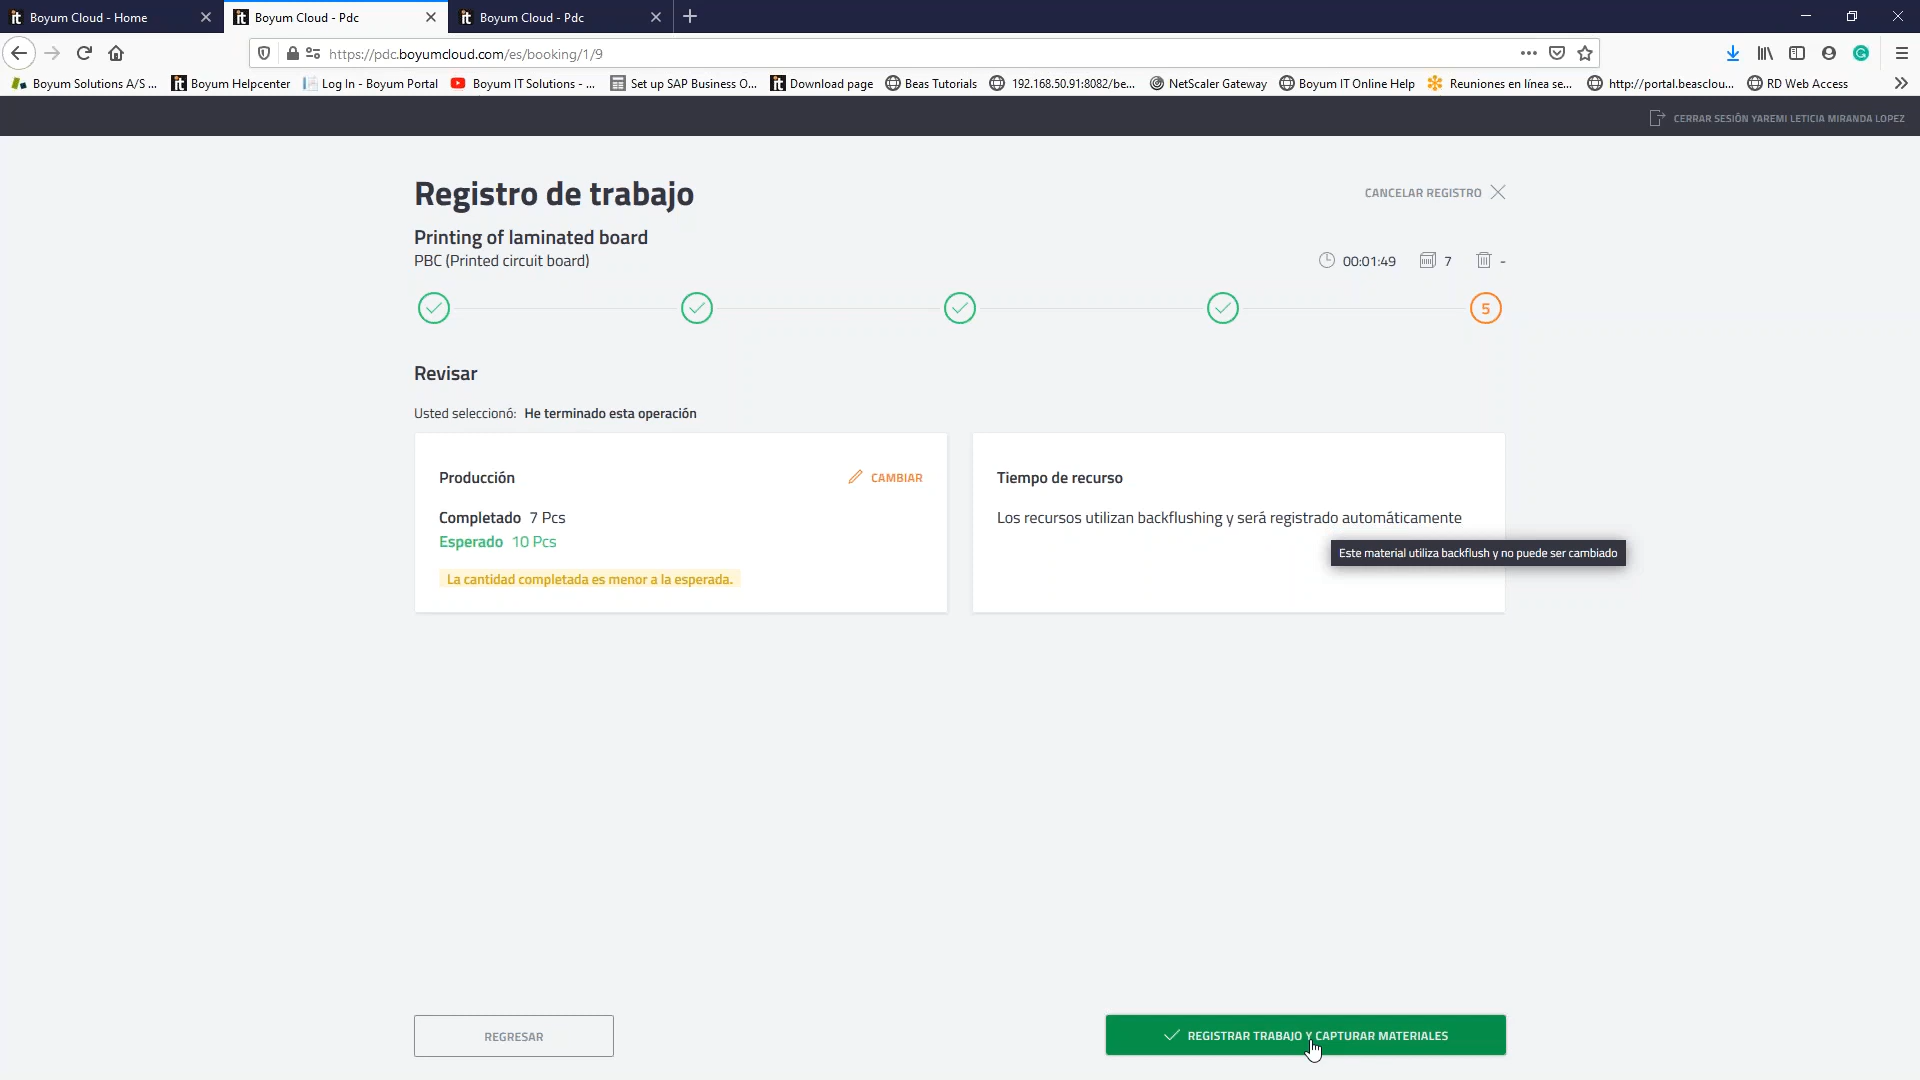 Boyum Cloud - Home
Boyum Cloud - Pdc
Boyum Cloud - Pdc
https://pdc.boyumcloud.com/es/booking/1/9
Boyum Solutions A/S ...
Boyum Helpcenter
Log In - Boyum Portal
Boyum IT Solutions - ...
Set up SAP Business O...
Download page
Beas Tutorials
192.168.50.91:8082/be...
NetScaler Gateway
Boyum IT Online Help
Reuniones en línea se...
http://portal.beasclou...
RD Web Access
CERRAR SESIÓN YAREMI LETICIA MIRANDA LOPEZ
Registro de trabajo
CANCELAR REGISTRO
Printing of laminated board
PBC (Printed circuit board)
00:01:49 7 -
5
Revisar
Usted seleccionó: He terminado esta operación
Producción
CAMBIAR
Completado 7 Pcs
Esperado 10 Pcs
La cantidad completada es menor a la esperada.
Tiempo de recurso
Los recursos utilizan backflushing y será registrado automáticamente
Este material utiliza backflush y no puede ser cambiado
REGRESAR
REGISTRAR TRABAJO Y CAPTURAR MATERIALES